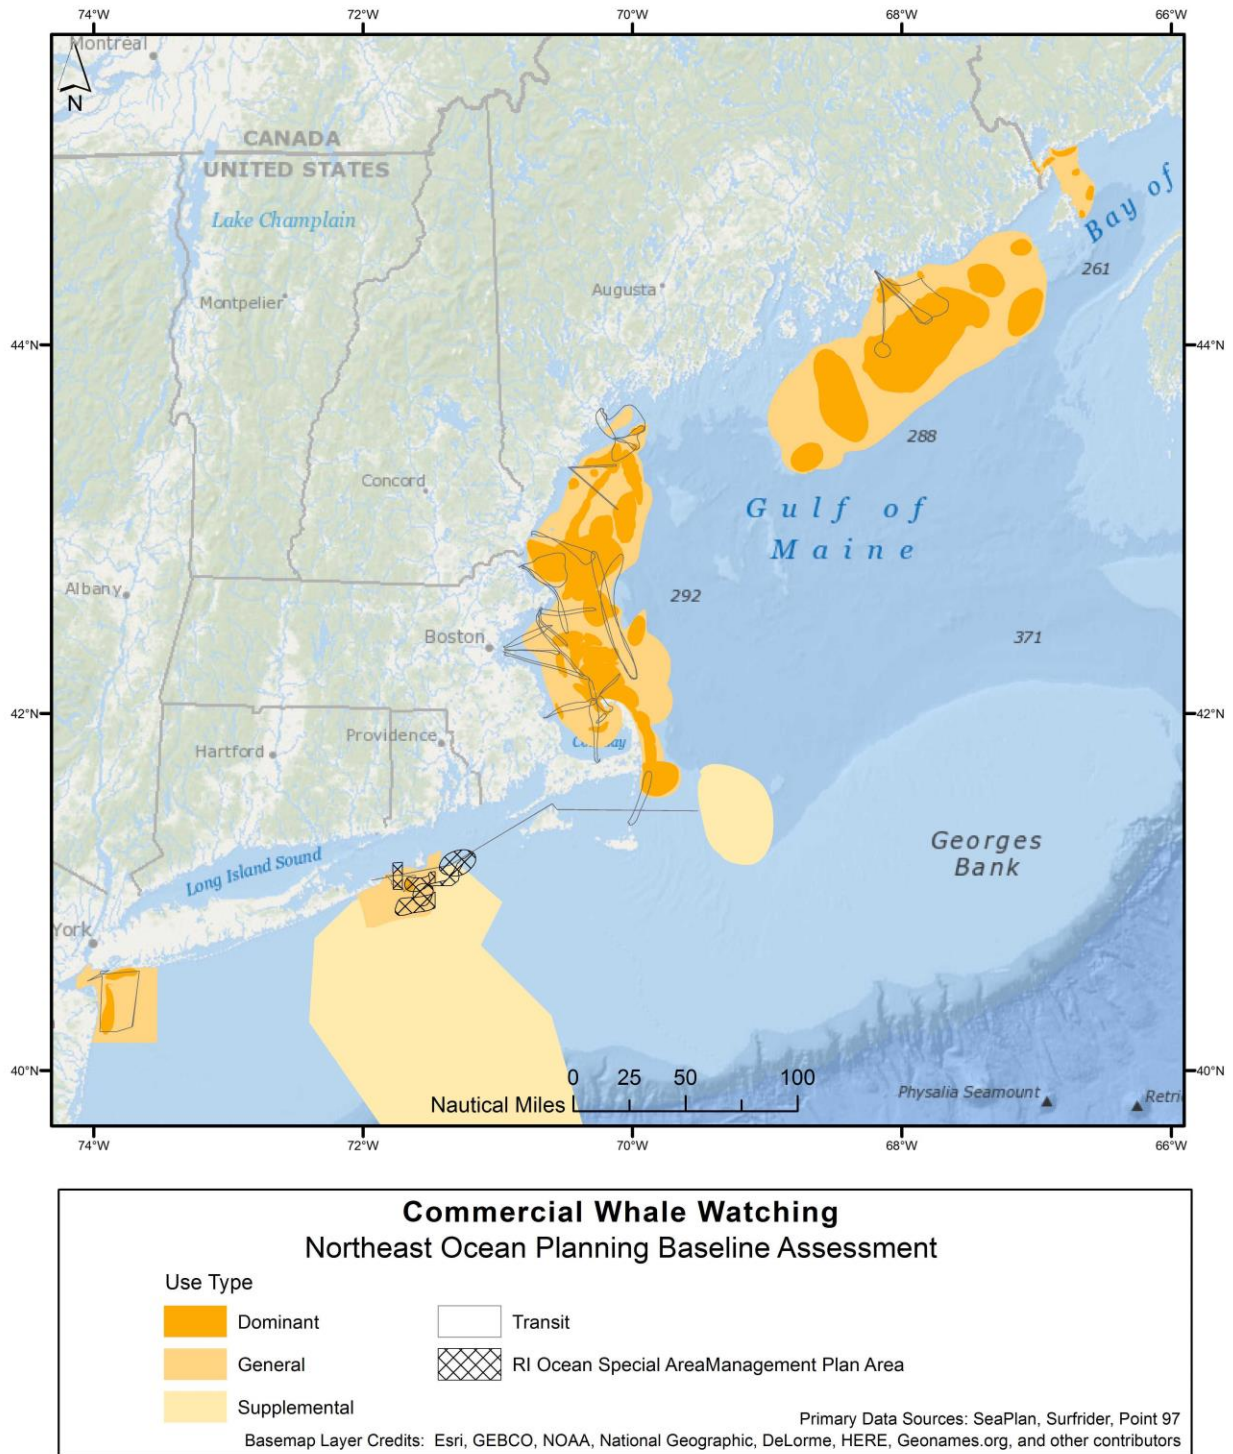 74°W 72°W 70°W 68°W 66°W
Montréal
N
CANADA
UNITED STATES
Lake Champlain
Bay of
261
Montpelier
Augusta
44°N 44°N
288
Concord
Gulf of
Maine
Albany
292
Boston
371
42°N 42°N
Providence
Hartford
Georges
Bank
Long Island Sound
York
40°N 40°N
0 25 50 100
Nautical Miles
Physalia Seamount
Retri
74°W 72°W 70°W 68°W 66°W
Commercial Whale Watching
Northeast Ocean Planning Baseline Assessment
Use Type
Dominant
Transit
General
RI Ocean Special AreaManagement Plan Area
Supplemental
Primary Data Sources: SeaPlan, Surfrider, Point 97
Basemap Layer Credits: Esri, GEBCO, NOAA, National Geographic, DeLorme, HERE, Geonames.org, and other contributors